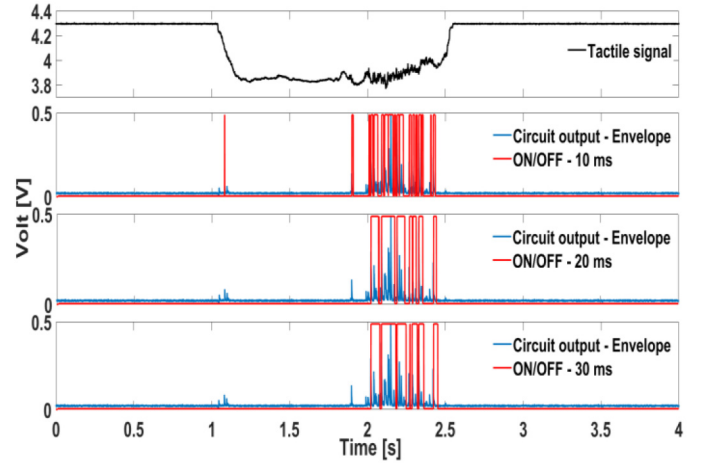 4.4
4.2
4
3.8
Tactile signal
0.5
0
Circuit output - Envelope
ON/OFF - 10 ms
Volt [V]
0.5
0
Circuit output - Envelope
ON/OFF - 20 ms
0.5
0
Circuit output - Envelope
ON/OFF - 30 ms
0 0.5 1 1.5 2 2.5 3 3.5 4
Time [s]